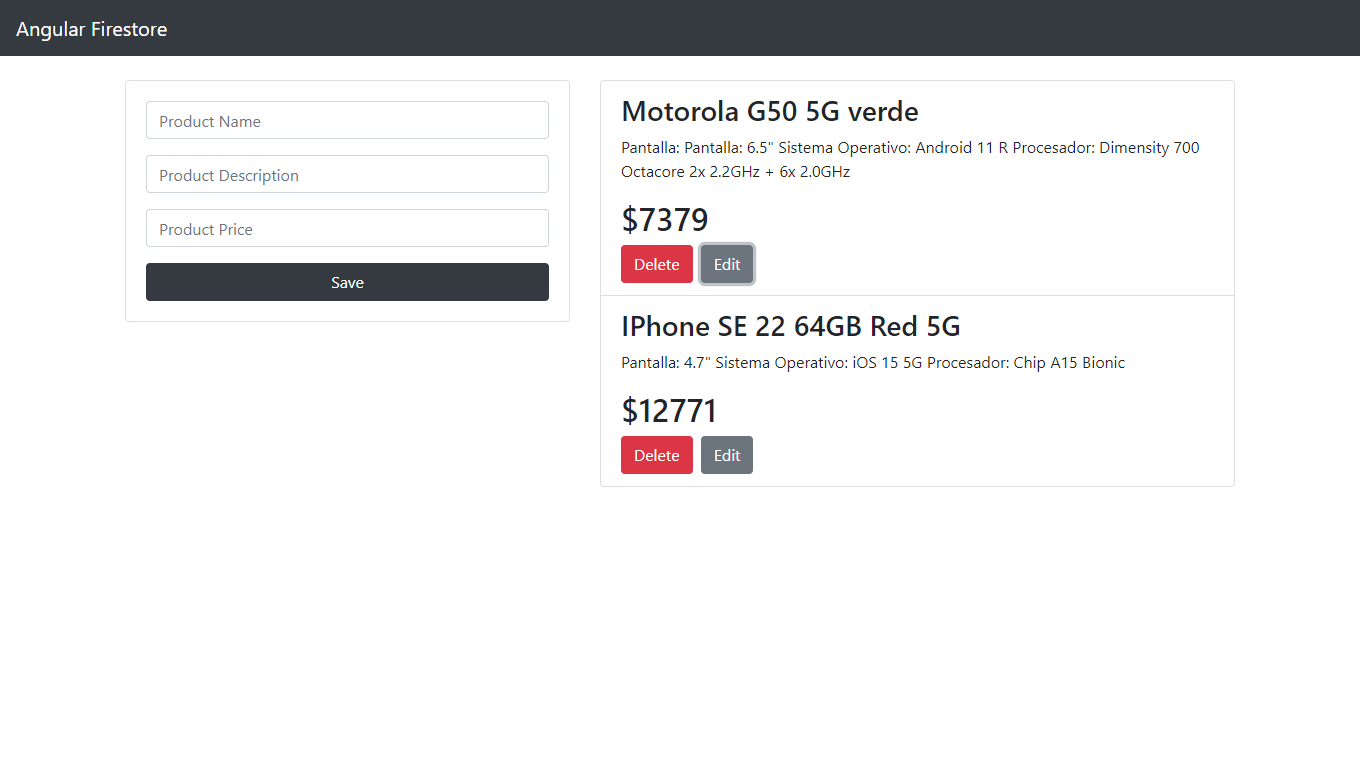 Angular Firestore
Product Name
Product Description
Product Price
Save
Motorola G50 5G verde
Pantalla: Pantalla: 6.5" Sistema Operativo: Android 11 R Procesador: Dimensity 700
Octacore 2x 2.2GHz + 6x 2.0GHz
$7379
Delete Edit
IPhone SE 22 64GB Red 5G
Pantalla: 4.7" Sistema Operativo: iOS 15 5G Procesador: Chip A15 Bionic
$12771
Delete Edit